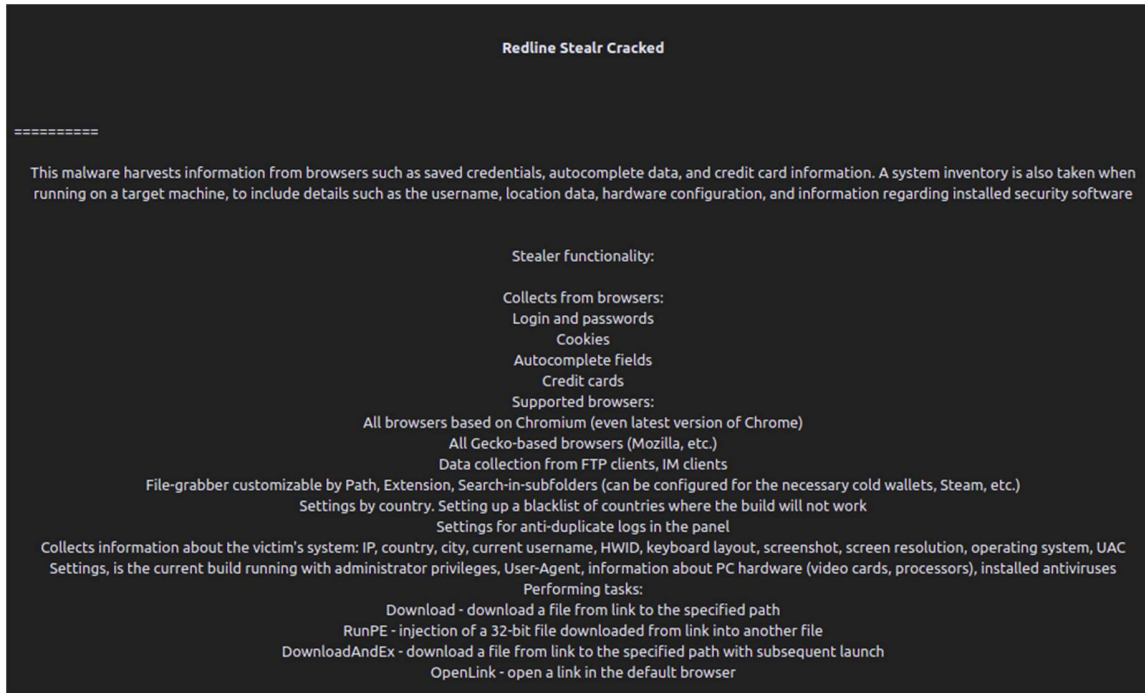 Redline Stealr Cracked
==========
This malware harvests information from browsers such as saved credentials, autocomplete data, and credit card information. A system inventory is also taken when
running on a target machine, to include details such as the username, location data, hardware configuration, and information regarding installed security software
Stealer functionality:
Collects from browsers:
Login and passwords
Cookies
Autocomplete fields
Credit cards
Supported browsers:
All browsers based on Chromium (even latest version of Chrome)
All Gecko-based browsers (Mozilla, etc.)
Data collection from FTP clients, IM clients
File-grabber customizable by Path, Extension, Search-in-subfolders (can be configured for the necessary cold wallets, Steam, etc.)
Settings by country. Setting up a blacklist of countries where the build will not work
Settings for anti-duplicate logs in the panel
Collects information about the victim's system: IP, country, city, current username, HWID, keyboard layout, screenshot, screen resolution, operating system, UAC
Settings, is the current build running with administrator privileges, User-Agent, information about PC hardware (video cards, processors), installed antiviruses
Performing tasks:
Download - download a file from link to the specified path
RunPE - injection of a 32-bit file downloaded from link into another file
DownloadAndEx - download a file from link to the specified path with subsequent launch
OpenLink - open a link in the default browser